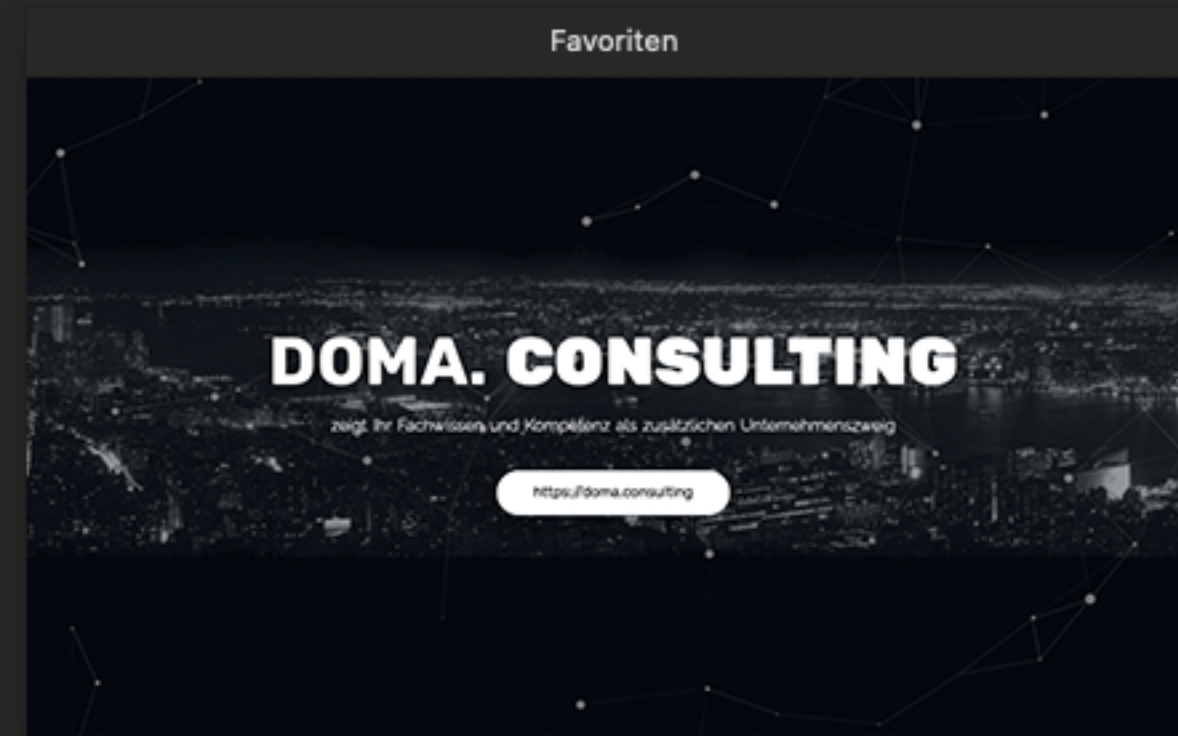 Favoriten
DOMA. CONSULTING
zeigt Ihr Fachwissen und Kompetenz als zusätzlichen Unternehmenszweig
https://doma.consulting